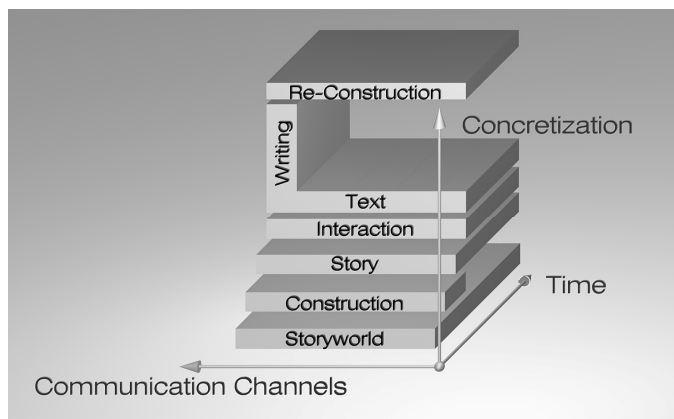 Re-Construction
Concretization
Writing
Text
Interaction
Story
Time
Construction
Storyworld
Communication Channels